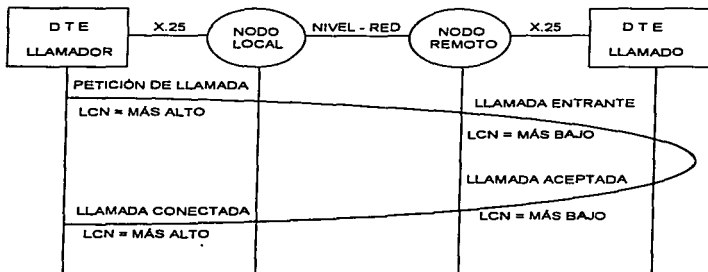 D T E
LLAMADOR
X.25
NODO
LOCAL
NIVEL - RED
NODO
REMOTO
X.25
D T E
LLAMADO
PETICIÓN DE LLAMADA
LCN = MÁS ALTO
LLAMADA ENTRANTE
LCN = MÁS BAJO
LLAMADA ACEPTADA
LCN = MÁS BAJO
LLAMADA CONECTADA
LCN = MÁS ALTO